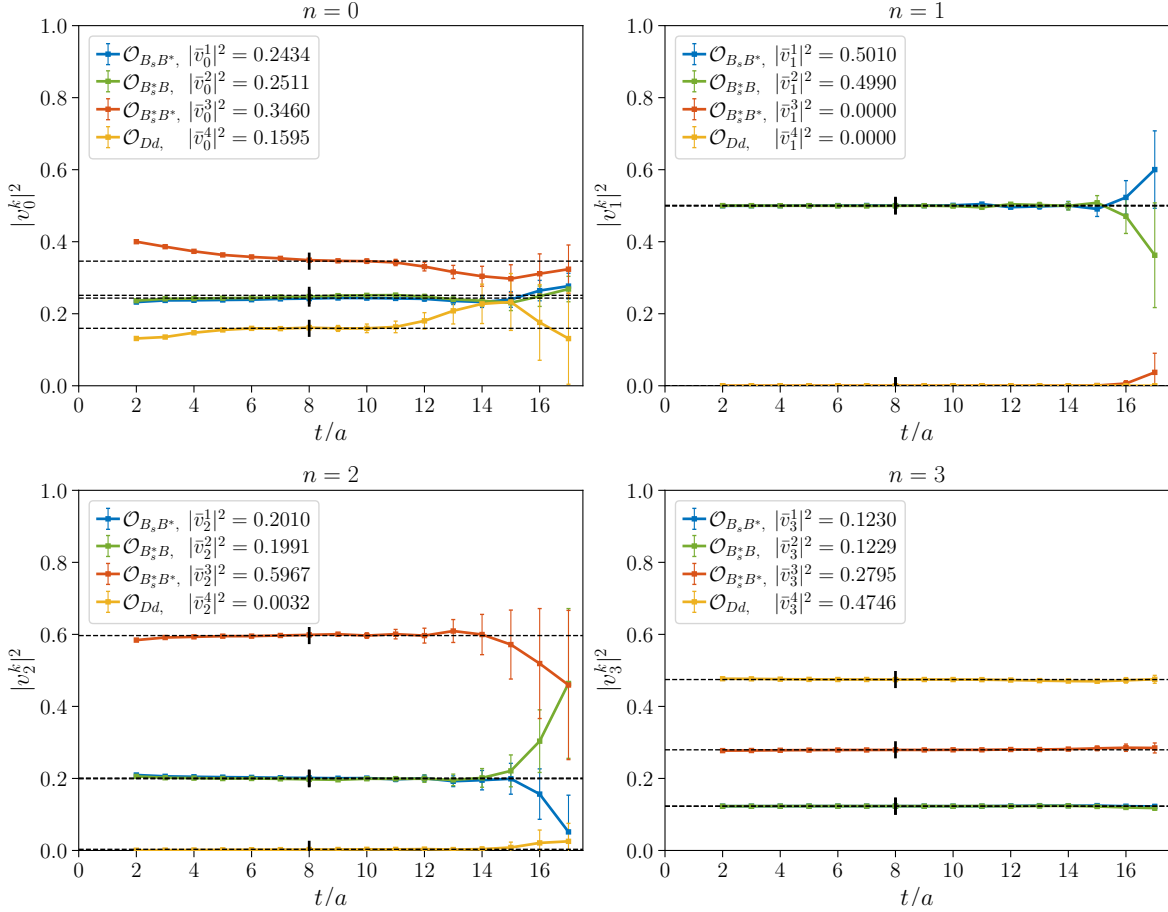 n = 0
1.0
0.8
0.6
0.4
0.2
0.0
|v_0^k|^2
O_{B_s B^*}, |v̄_0^1|^2 = 0.2434
O_{B_s^* B}, |v̄_0^2|^2 = 0.2511
O_{B_s^* B^*}, |v̄_0^3|^2 = 0.3460
O_{Dd}, |v̄_0^4|^2 = 0.1595
0 2 4 6 8 10 12 14 16
t/a
n = 1
1.0
0.8
0.6
0.4
0.2
0.0
|v_1^k|^2
O_{B_s B^*}, |v̄_1^1|^2 = 0.5010
O_{B_s^* B}, |v̄_1^2|^2 = 0.4990
O_{B_s^* B^*}, |v̄_1^3|^2 = 0.0000
O_{Dd}, |v̄_1^4|^2 = 0.0000
0 2 4 6 8 10 12 14 16
t/a
n = 2
1.0
0.8
0.6
0.4
0.2
0.0
|v_2^k|^2
O_{B_s B^*}, |v̄_2^1|^2 = 0.2010
O_{B_s^* B}, |v̄_2^2|^2 = 0.1991
O_{B_s^* B^*}, |v̄_2^3|^2 = 0.5967
O_{Dd}, |v̄_2^4|^2 = 0.0032
0 2 4 6 8 10 12 14 16
t/a
n = 3
1.0
0.8
0.6
0.4
0.2
0.0
|v_3^k|^2
O_{B_s B^*}, |v̄_3^1|^2 = 0.1230
O_{B_s^* B}, |v̄_3^2|^2 = 0.1229
O_{B_s^* B^*}, |v̄_3^3|^2 = 0.2795
O_{Dd}, |v̄_3^4|^2 = 0.4746
0 2 4 6 8 10 12 14 16
t/a